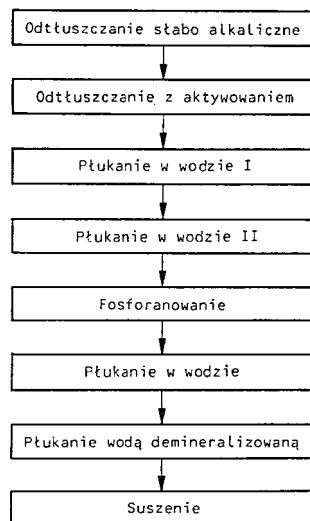 Odtłuszczanie słabo alkaliczne
Odtłuszczanie z aktywowaniem
Płukanie w wodzie I
Płukanie w wodzie II
Fosforanowanie
Płukanie w wodzie
Płukanie wodą demineralizowaną
Suszenie